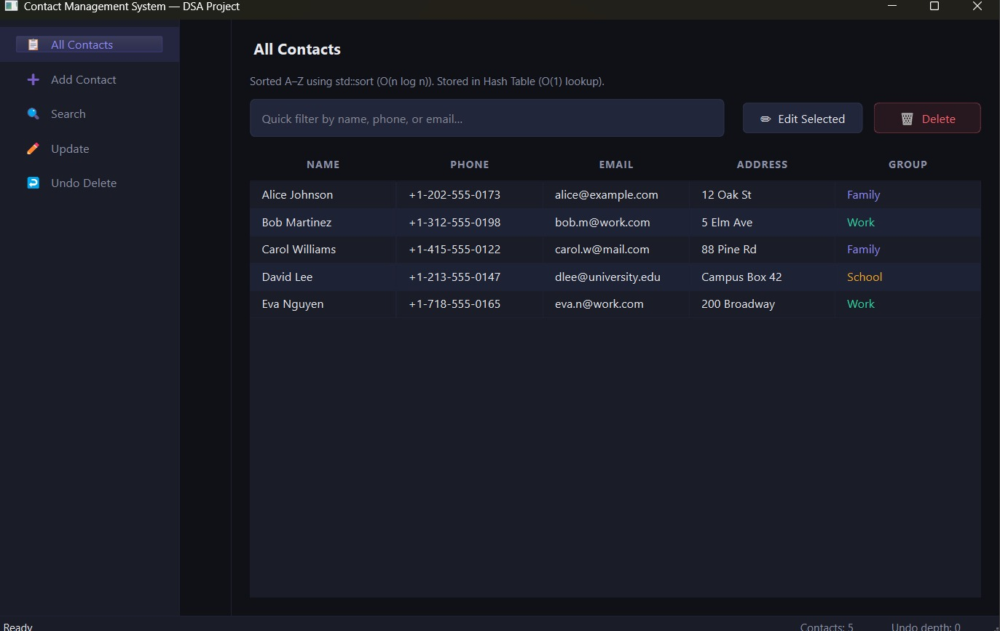 Contact Management System — DSA Project
All Contacts
Add Contact
Search
Update
Undo Delete
All Contacts
Sorted A–Z using std::sort (O(n log n)). Stored in Hash Table (O(1) lookup).
Quick filter by name, phone, or email...
Edit Selected
Delete
NAME PHONE EMAIL ADDRESS GROUP
Alice Johnson +1-202-555-0173 alice@example.com 12 Oak St Family
Bob Martinez +1-312-555-0198 bob.m@work.com 5 Elm Ave Work
Carol Williams +1-415-555-0122 carol.w@mail.com 88 Pine Rd Family
David Lee +1-213-555-0147 dlee@university.edu Campus Box 42 School
Eva Nguyen +1-718-555-0165 eva.n@work.com 200 Broadway Work
Ready Contacts: 5 Undo depth: 0